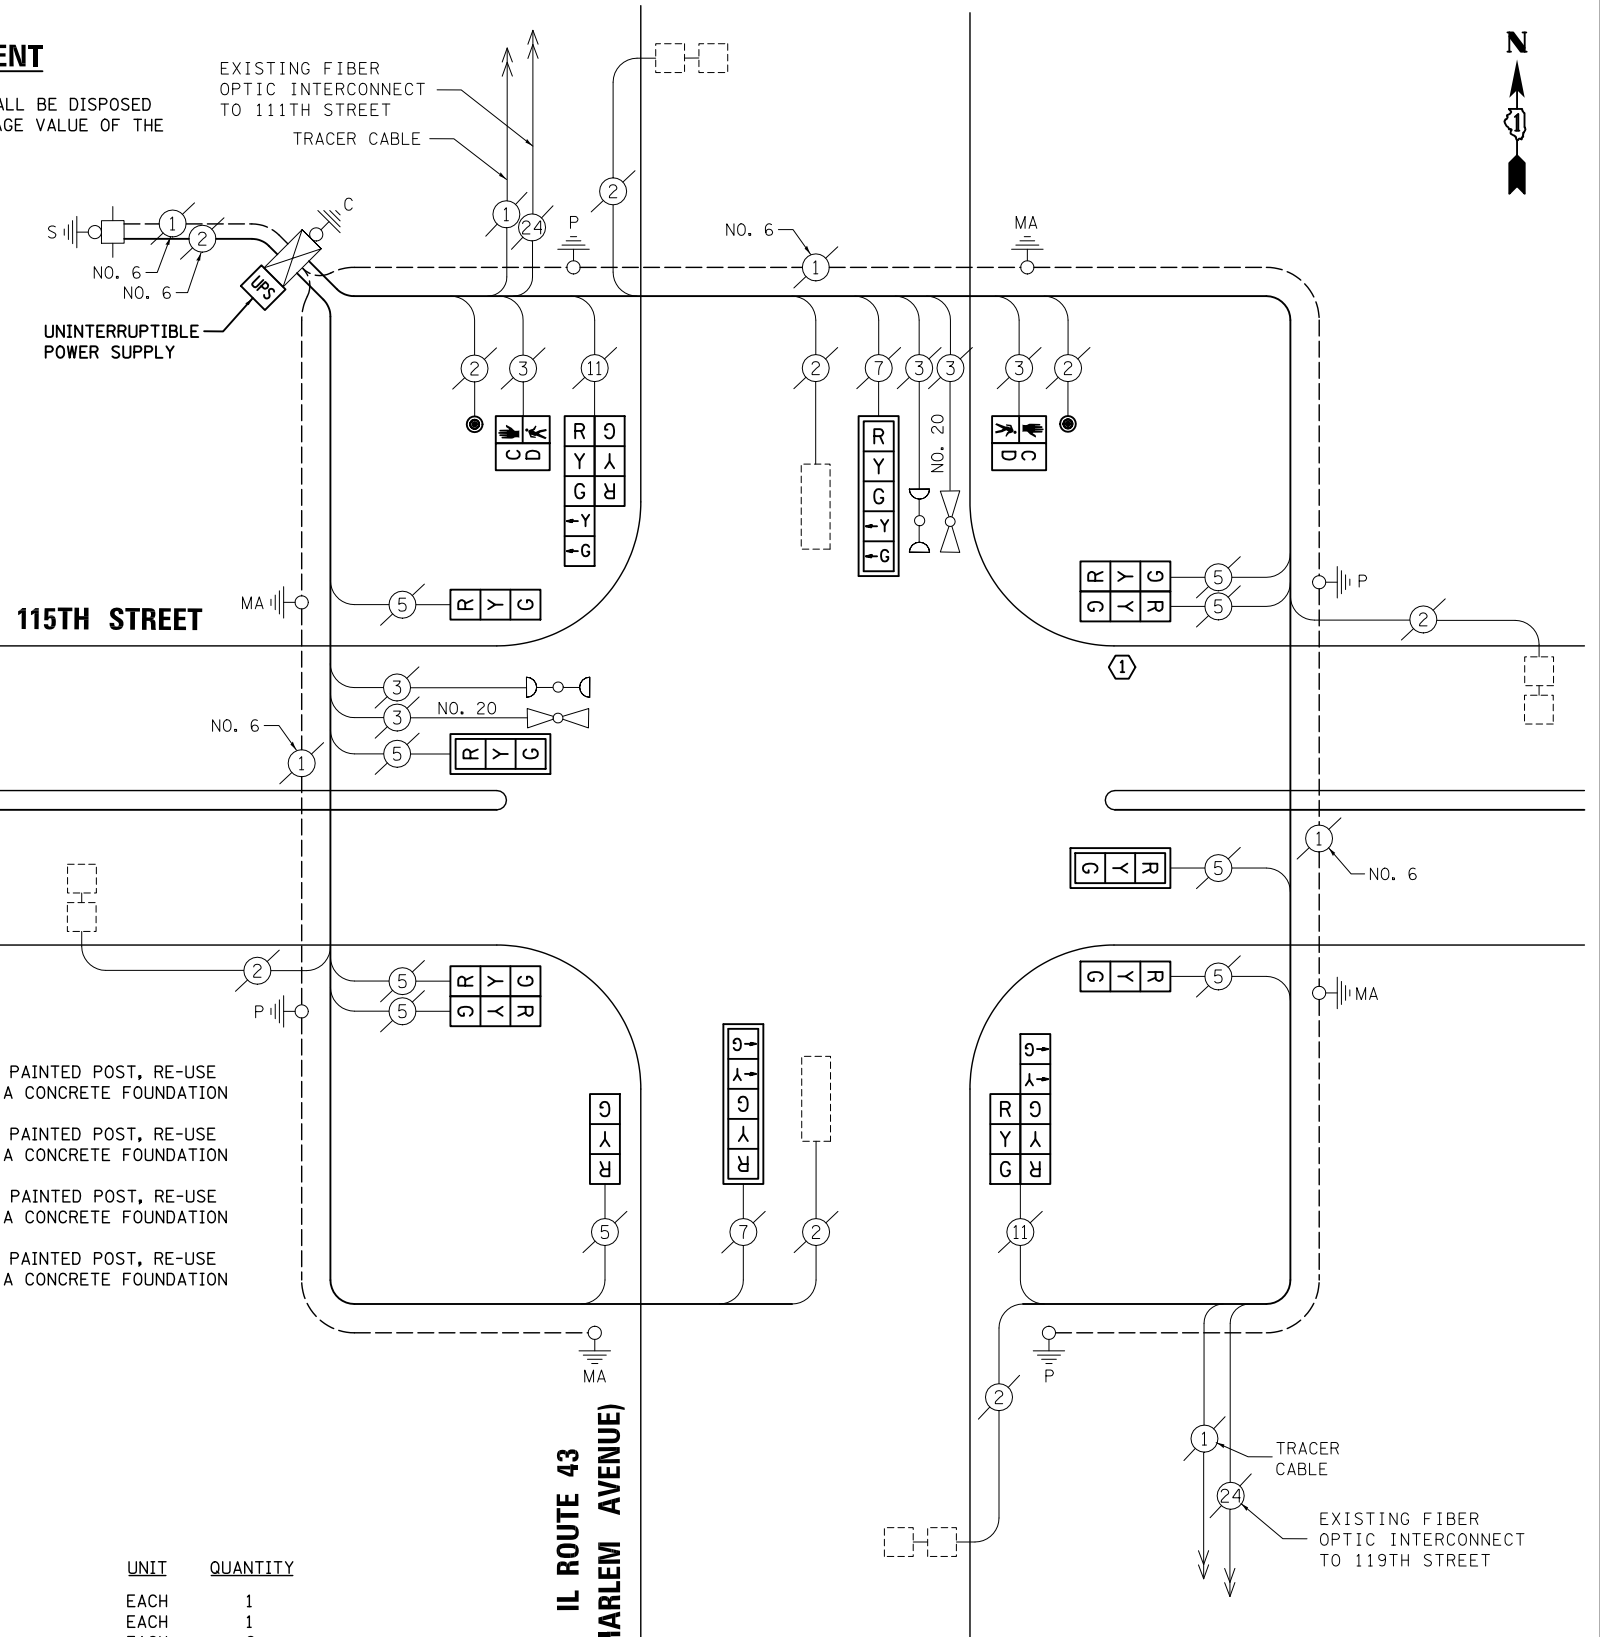 ENT
ALL BE DISPOSED
AGE VALUE OF THE
EXISTING FIBER
OPTIC INTERCONNECT
TO 111TH STREET
TRACER CABLE
N
1
S
1
2
NO. 6
NO. 6
C
UPS
UNINTERRUPTIBLE
POWER SUPPLY
1
24
2
P
NO. 6
1
MA
2
3
11
2
7
3
3
3
2
C D
R G
Y Y
G R
Y
G
R
Y
G
Y
G
NO. 20
C D
MA
5
R Y G
R Y G
5
G Y R
5
P
2
115TH STREET
1
3
3
NO. 20
NO. 6
1
5
R Y G
G Y R
5
1
NO. 6
2
5
R Y G
5
G Y R
P
G Y R
5
MA
PAINTED POST, RE-USE
A CONCRETE FOUNDATION
PAINTED POST, RE-USE
A CONCRETE FOUNDATION
PAINTED POST, RE-USE
A CONCRETE FOUNDATION
PAINTED POST, RE-USE
A CONCRETE FOUNDATION
G
Y
R
G
Y
G
Y
R
G
Y
R G
Y Y
G R
5
7
2
11
MA
P
2
IL ROUTE 43
HARLEM AVENUE)
1
TRACER
CABLE
24
EXISTING FIBER
OPTIC INTERCONNECT
TO 119TH STREET
UNIT QUANTITY
EACH 1
EACH 1